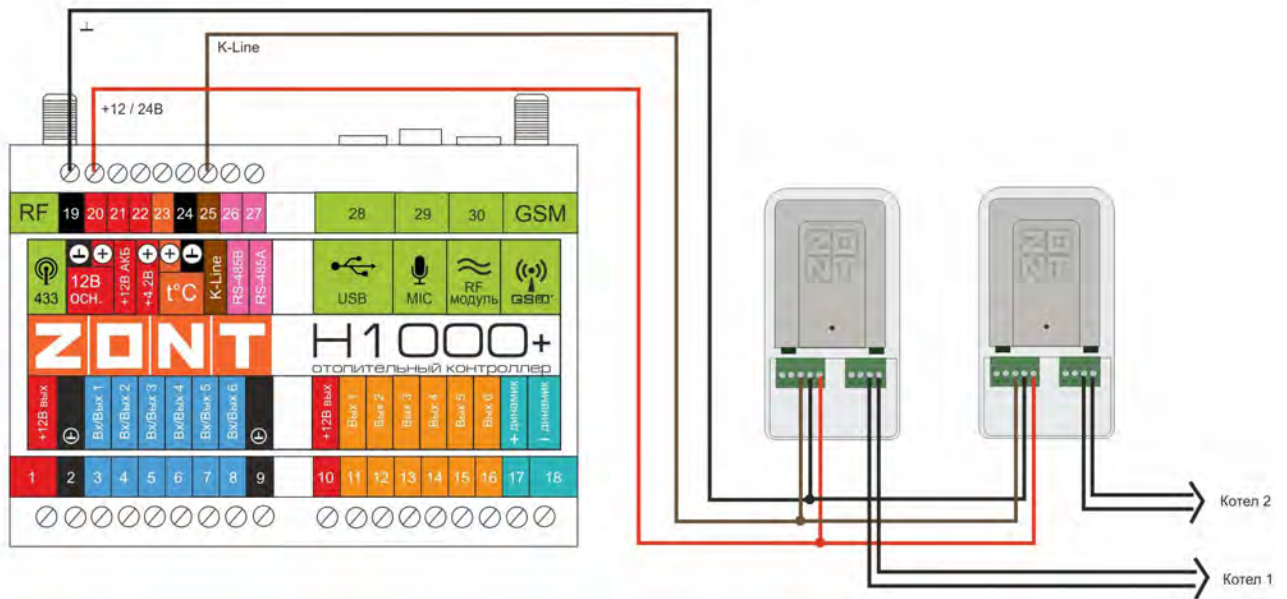 ⊥
K-Line
+12 / 24В
RF 19 20 21 22 23 24 25 26 27 28 29 30 GSM
433
12В
осн.
+12В АКБ
+4.2В
t°C
K-Line
RS-485B
RS-485A
USB
MIC
RF
модуль
GSM
ZONT
H1000+
отопительный контроллер
+12В вых
Вх/Вых 1
Вх/Вых 2
Вх/Вых 3
Вх/Вых 4
Вх/Вых 5
Вх/Вых 6
+12В вых
Вых 1
Вых 2
Вых 3
Вых 4
Вых 5
Вых 6
+ динамик
– динамик
1 2 3 4 5 6 7 8 9 10 11 12 13 14 15 16 17 18
ZO
NT
ZO
NT
Котел 2
Котел 1